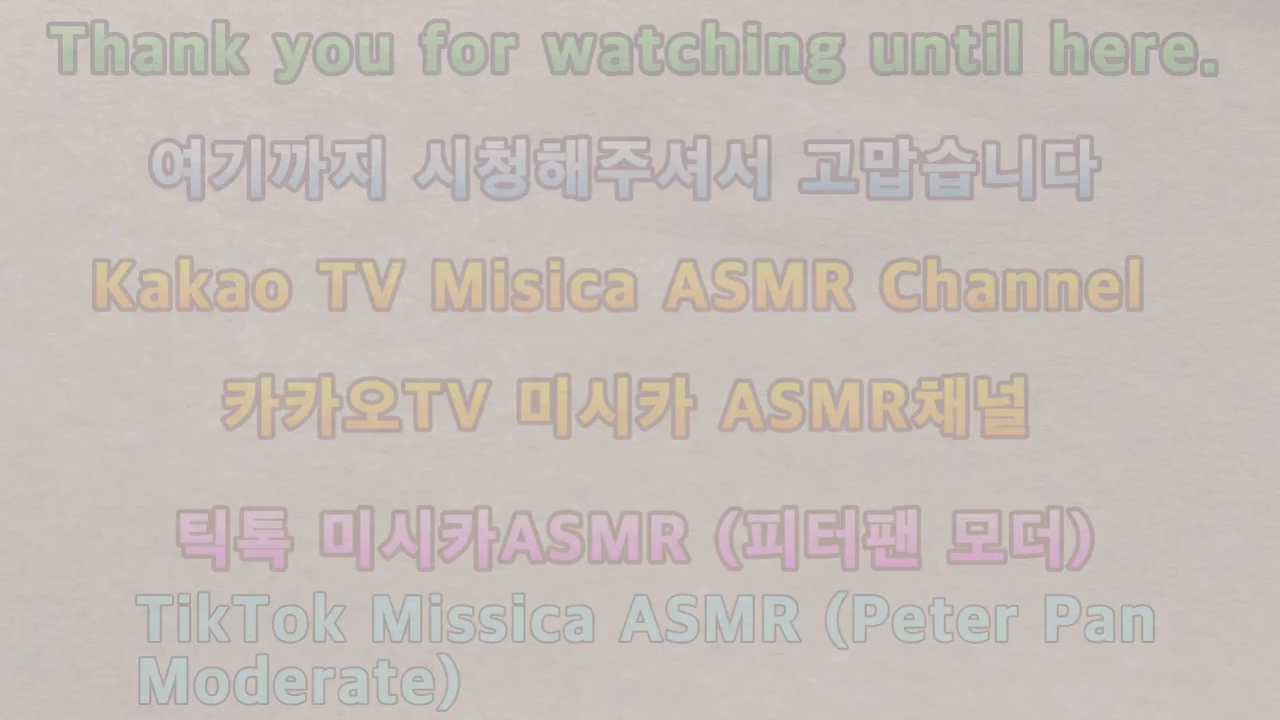 Thank you for watching until here.
여기까지 시청해주셔서 고맙습니다
Kakao TV Misica ASMR Channel
카카오TV 미시카 ASMR채널
틱톡 미시카ASMR (피터팬 모더)
TikTok Missica ASMR (Peter Pan
Moderate)